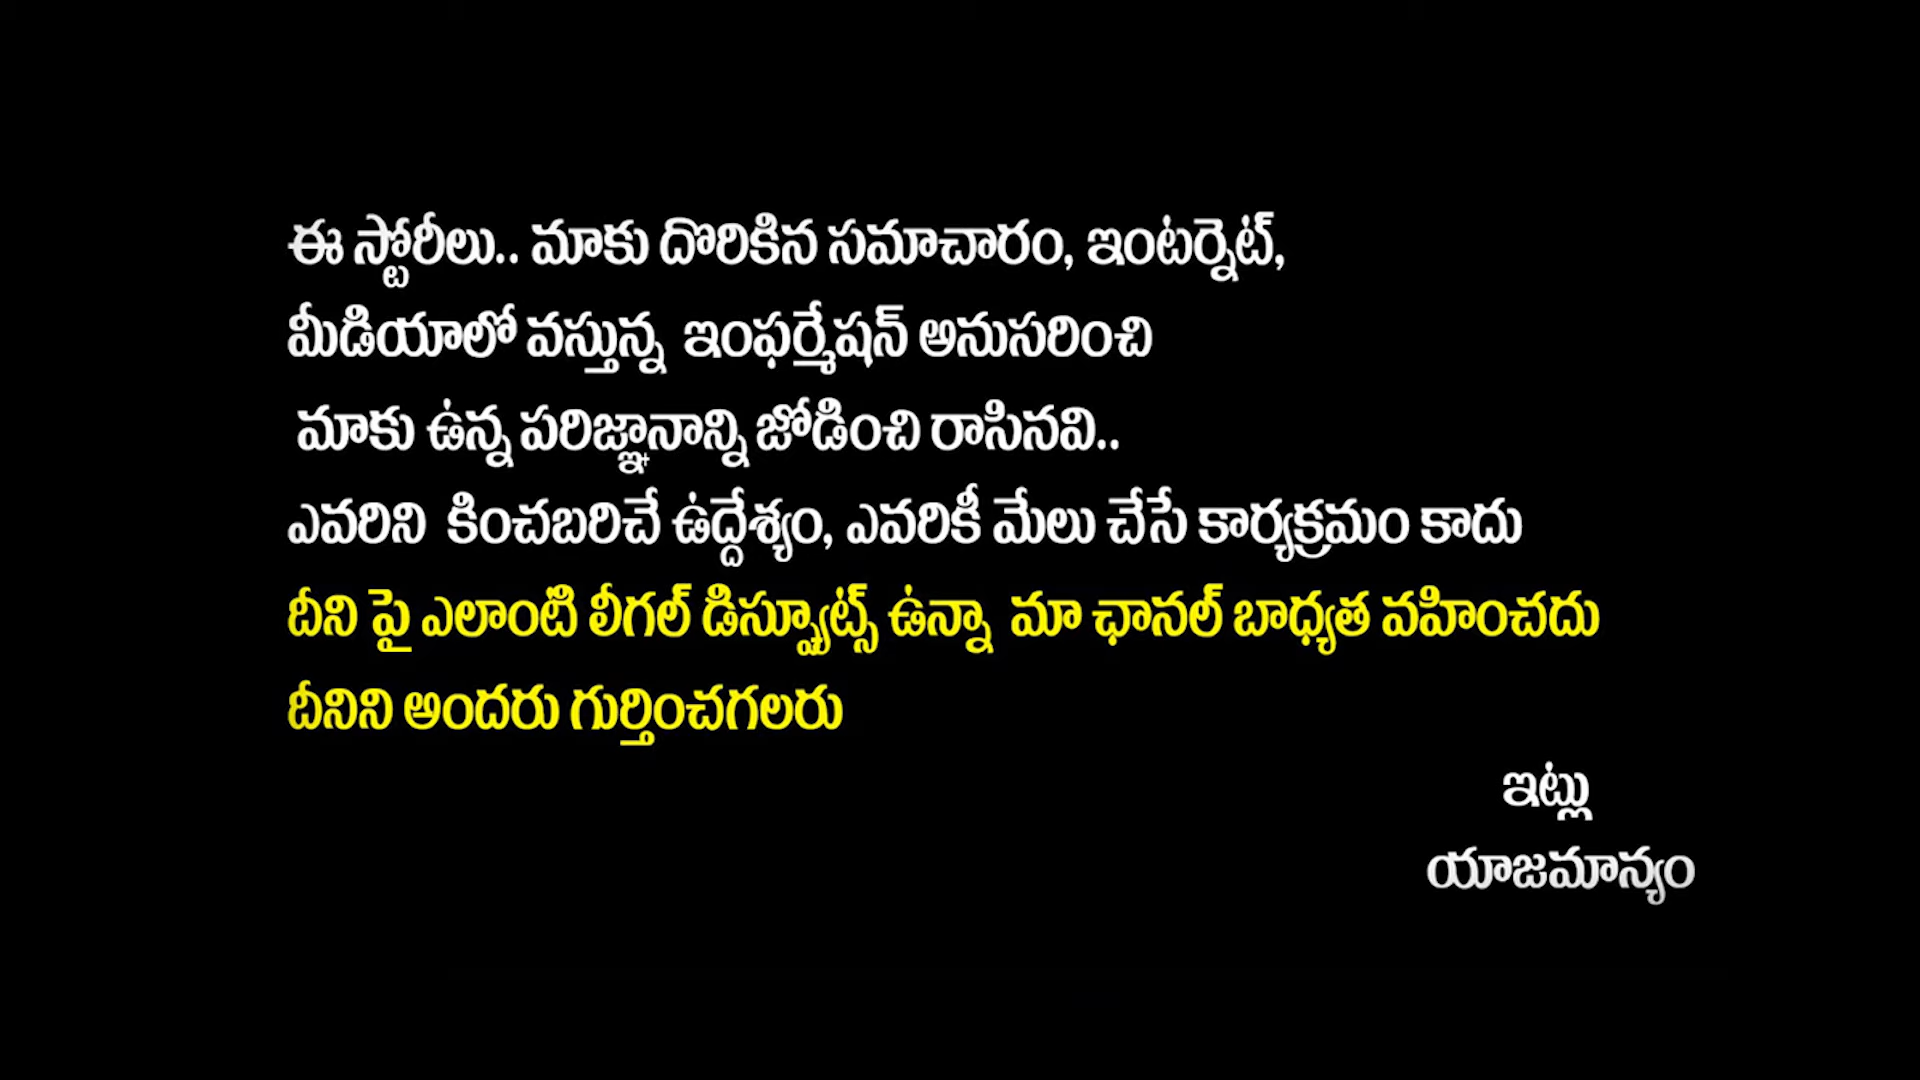 ఈ స్టోరీలు.. మాకు దొరికిన సమాచారం, ఇంటర్నెట్,
మీడియాలో వస్తున్న ఇంఫర్మేషన్ అనుసరించి
మాకు ఉన్న పరిజ్ఞానాన్ని జోడించి రాసినవి..
ఎవరిని కించబరిచే ఉద్దేశ్యం, ఎవరికీ మేలు చేసే కార్యక్రమం కాదు
దీని పై ఎలాంటి లీగల్ డిస్ప్యూట్స్ ఉన్నా మా ఛానల్ బాధ్యత వహించదు
దీనిని అందరు గుర్తించగలరు
ఇట్లు
యాజమాన్యం